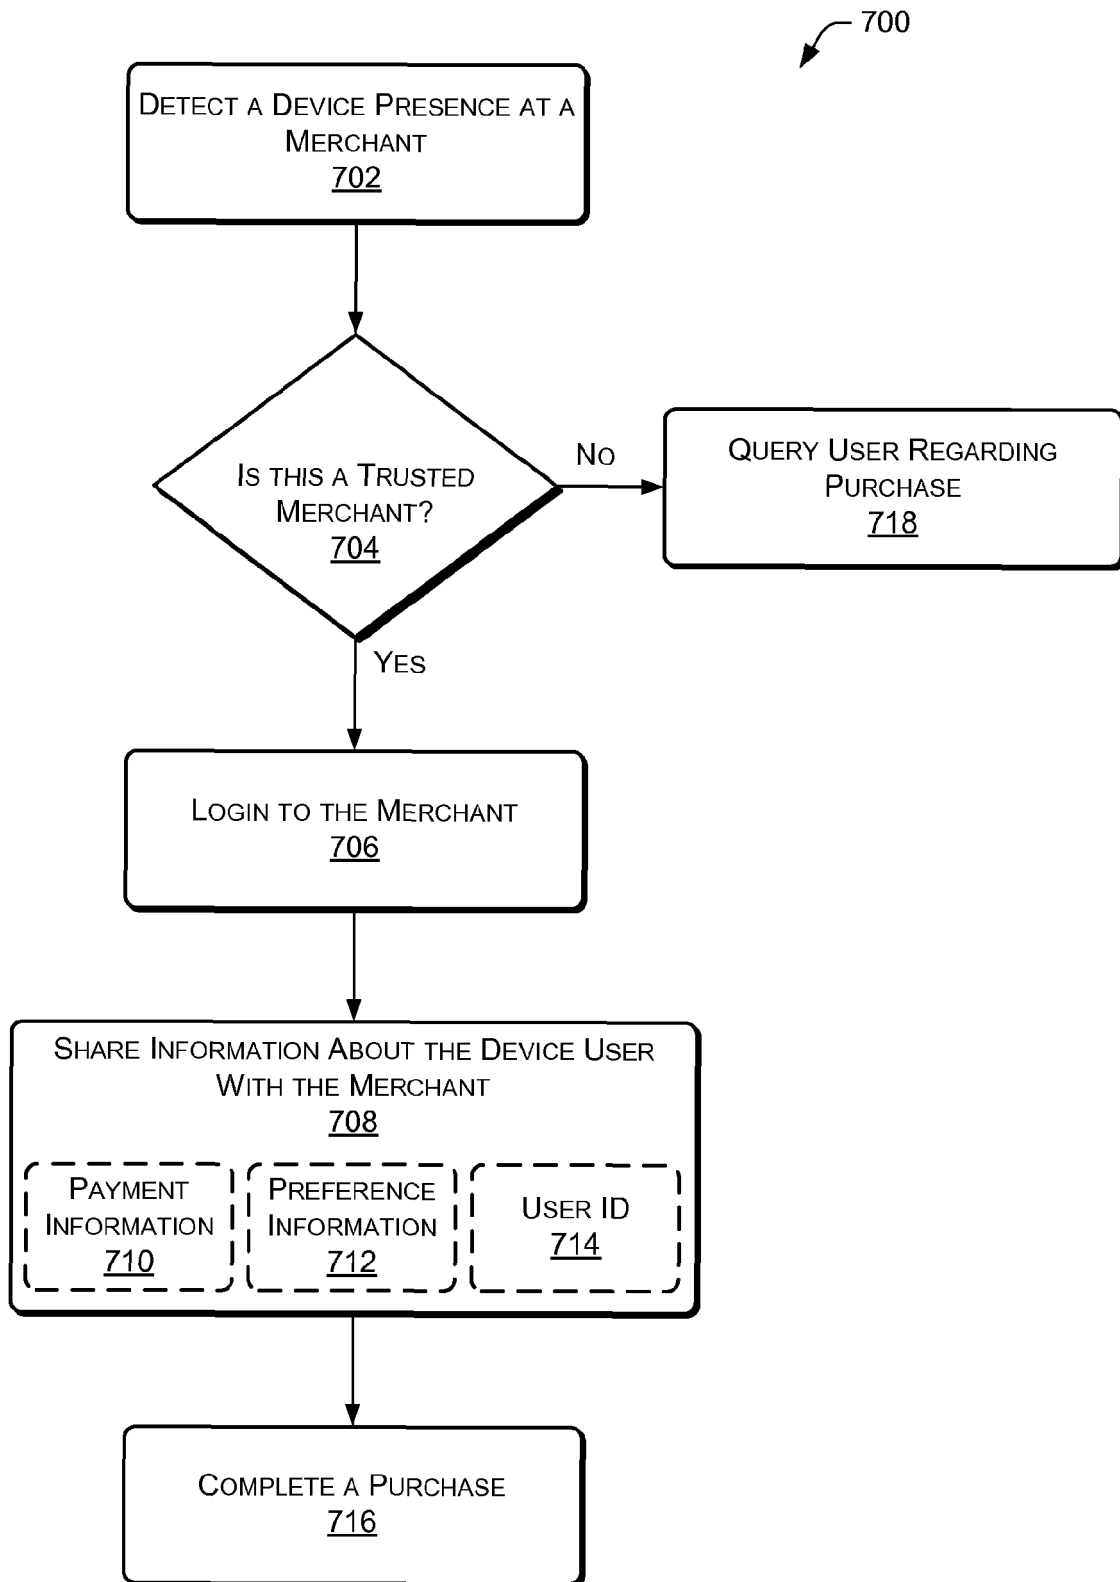 700
DETECT A DEVICE PRESENCE AT A
MERCHANT
702
IS THIS A TRUSTED
MERCHANT?
704
NO
QUERY USER REGARDING
PURCHASE
718
YES
LOGIN TO THE MERCHANT
706
SHARE INFORMATION ABOUT THE DEVICE USER
WITH THE MERCHANT
708
PAYMENT
INFORMATION
710
PREFERENCE
INFORMATION
712
USER ID
714
COMPLETE A PURCHASE
716